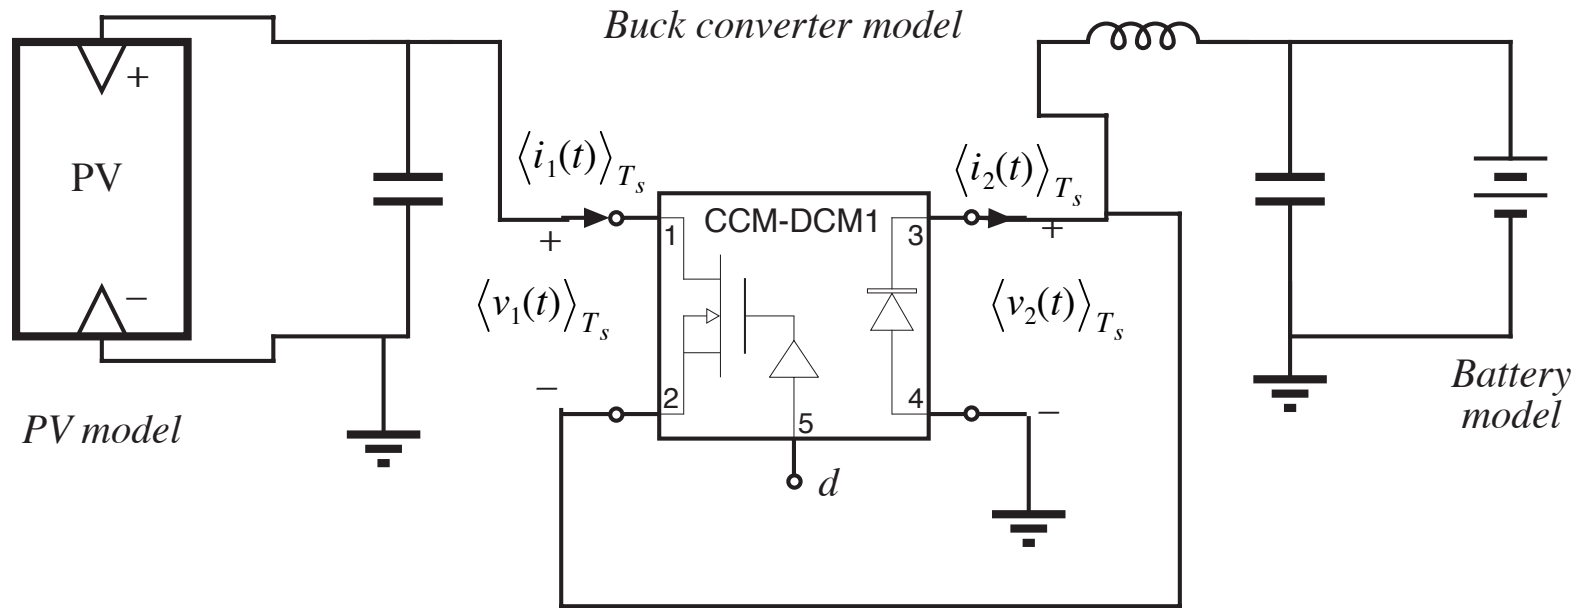 Buck converter model
+
PV
−
PV model
⟨i₁(t)⟩Tₛ
+
⟨v₁(t)⟩Tₛ
−
CCM-DCM1
1
2
3
4
5
d
⟨i₂(t)⟩Tₛ
+
⟨v₂(t)⟩Tₛ
−
Battery
model